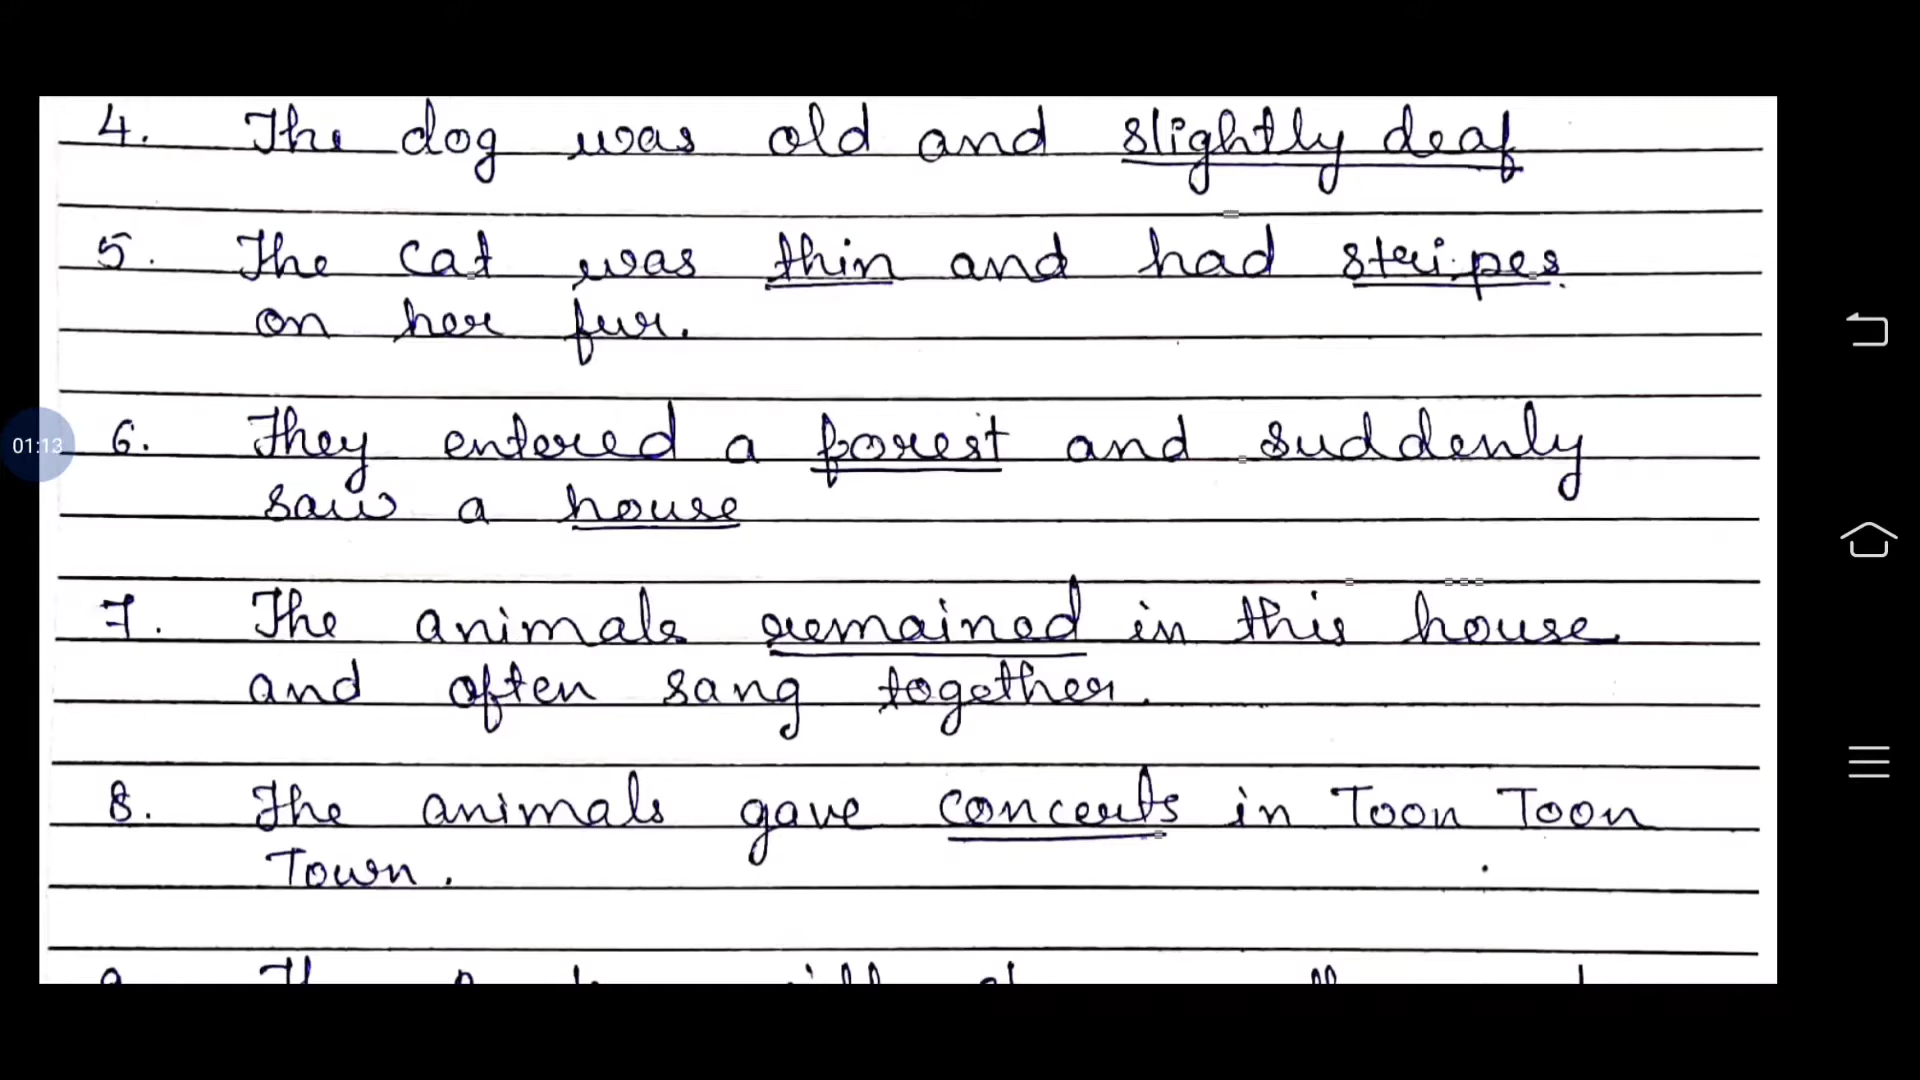 4. The dog was old and slightly deaf
5. The cat was thin and had stripes.
on her fur.
01:13
6. They entered a forest and suddenly
saw a house
7. The animals remained in this house
and often sang together.
8. The animals gave concerts in Toon Toon
Town.